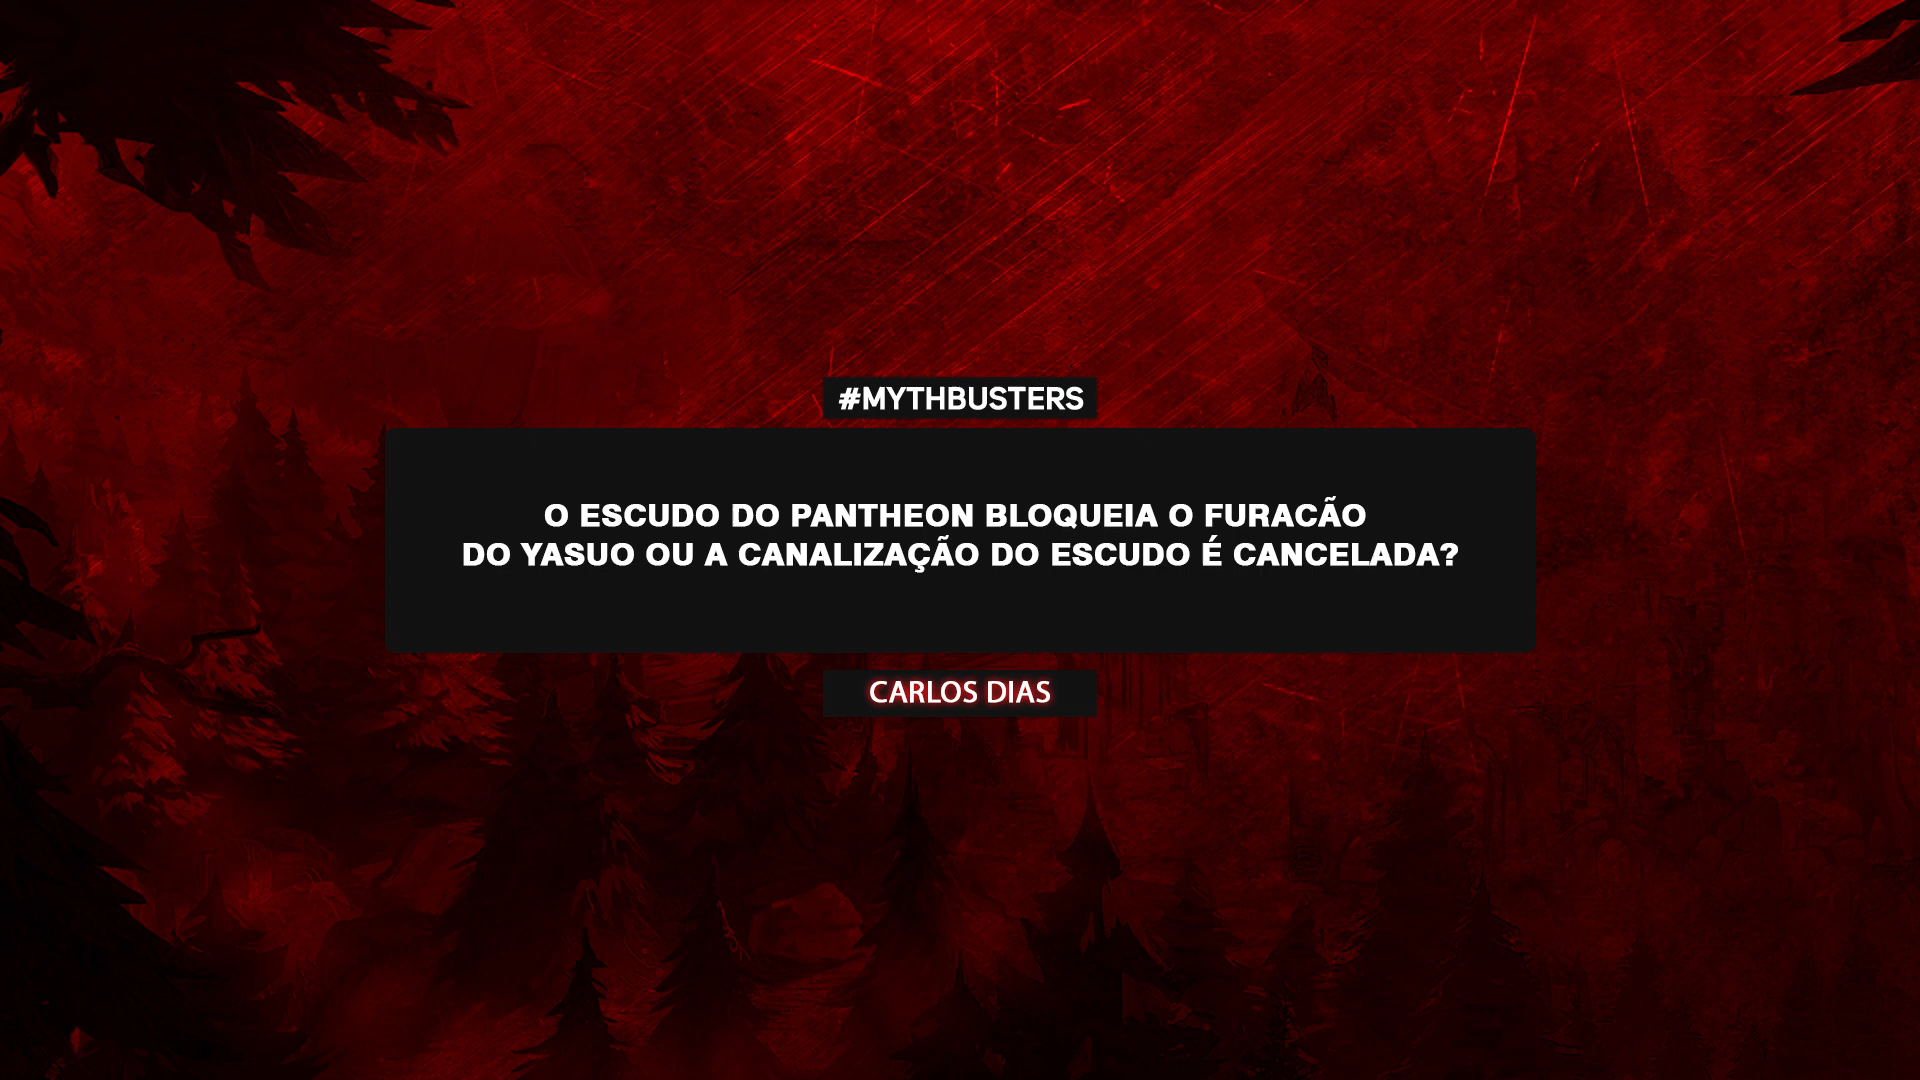 #MYTHBUSTERS
O ESCUDO DO PANTHEON BLOQUEIA O FURACÃO
DO YASUO OU A CANALIZAÇÃO DO ESCUDO É CANCELADA?
CARLOS DIAS